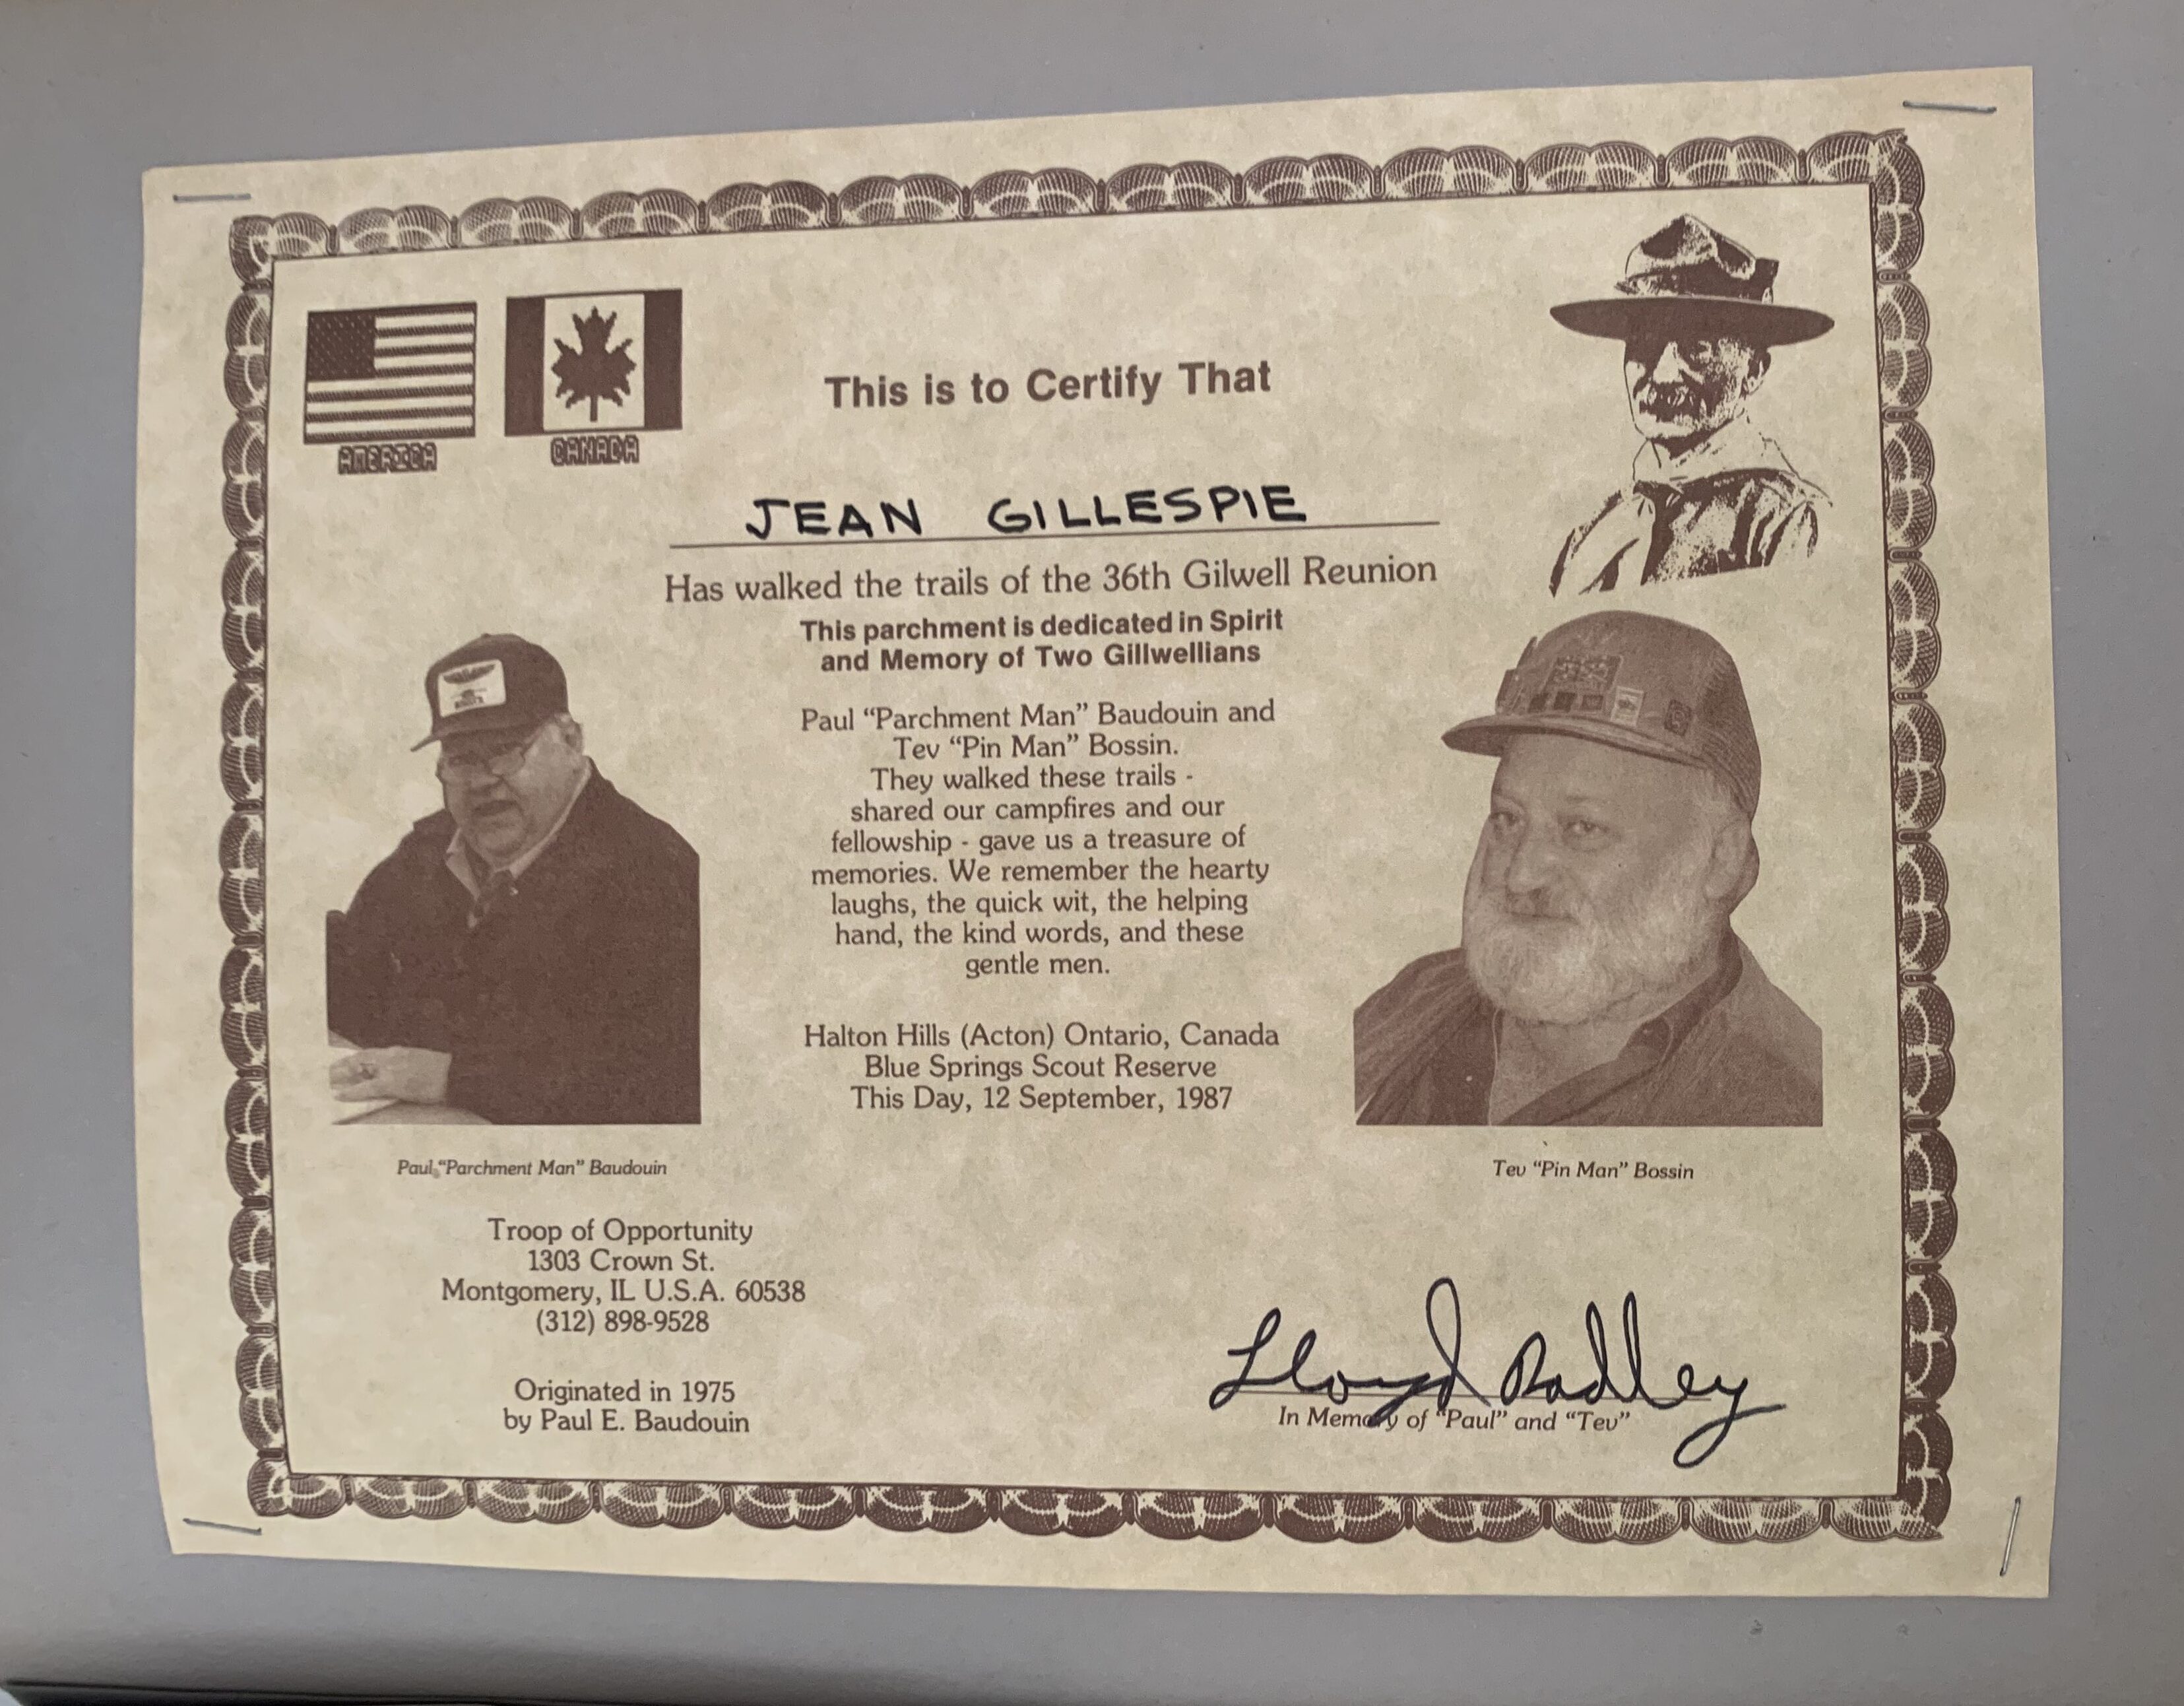 AMERICA
CANADA
This is to Certify That
JEAN GILLESPIE
Has walked the trails of the 36th Gilwell Reunion
This parchment is dedicated in Spirit
and Memory of Two Gillwellians
Paul “Parchment Man” Baudouin and
Tev “Pin Man” Bossin.
They walked these trails -
shared our campfires and our
fellowship - gave us a treasure of
memories. We remember the hearty
laughs, the quick wit, the helping
hand, the kind words, and these
gentle men.
Halton Hills (Acton) Ontario, Canada
Blue Springs Scout Reserve
This Day, 12 September, 1987
Paul “Parchment Man” Baudouin
Tev “Pin Man” Bossin
Troop of Opportunity
1303 Crown St.
Montgomery, IL U.S.A. 60538
(312) 898-9528
Originated in 1975
by Paul E. Baudouin
Lloyd Radley
In Memory of “Paul” and “Tev”